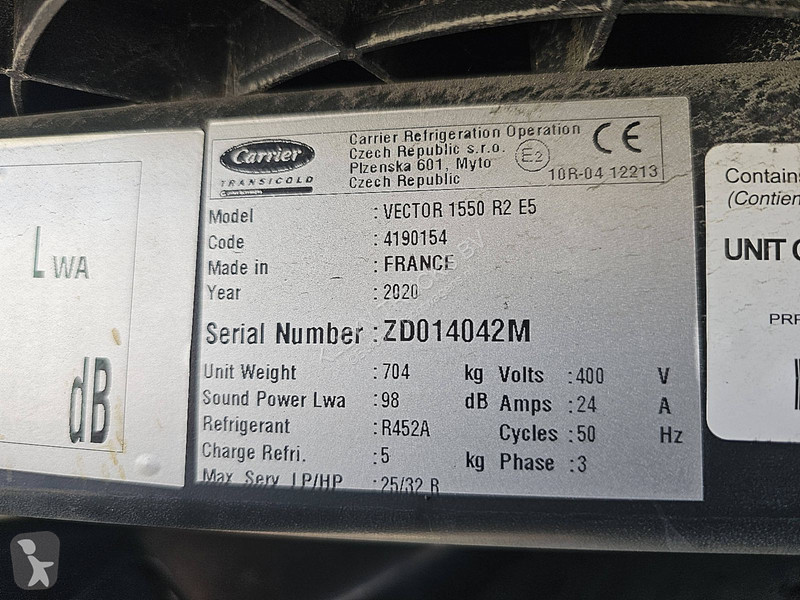 LWA
dB
Carrier
TRANSICOLD
Carrier Refrigeration Operation
Czech Republic s.r.o.
Plzenska 601, Myto
Czech Republic
E2
CE
10R-04 12213
Model : VECTOR 1550 R2 E5
Code : 4190154
Made in : FRANCE
Year : 2020
Serial Number : ZD014042M
Unit Weight : 704 kg Volts : 400 V
Sound Power Lwa : 98 dB Amps : 24 A
Refrigerant : R452A Cycles : 50 Hz
Charge Refri. : 5 kg Phase : 3
Max Serv LP/HP : 25/32 B
Contains
(Contien
UNIT
PRF